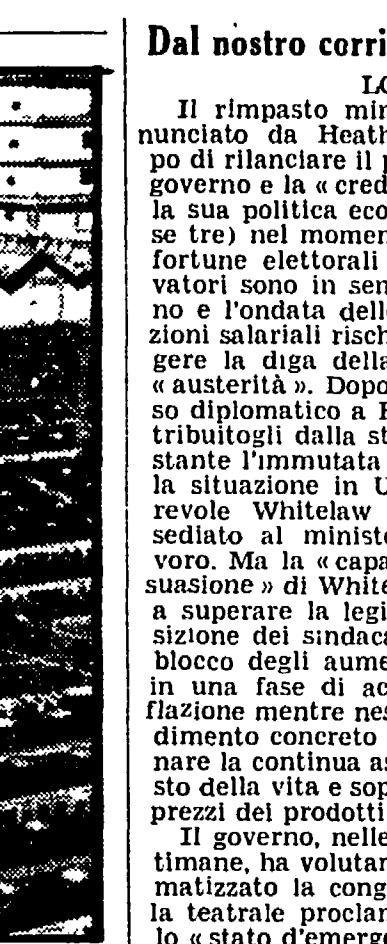 Dal nostro corri
LO
Il rimpasto min
nunciato da Heath
po di rilanciare il p
governo e la « cred
la sua politica eco
se tre) nel momen
fortune elettorali
vatori sono in sen
no e l'ondata delle
zioni salariali risch
gere la diga della
« austerità ». Dopo
so diplomatico a B
tribuitogli dalla st
stante l'immutata
la situazione in U
revole Whitelaw
sediato al ministe
voro. Ma la « capa
suasione » di White
a superare la legi
sizione dei sindaca
blocco degli aume
in una fase di ac
flazione mentre nes
dimento concreto
nare la continua as
sto della vita e sop
prezzi dei prodotti
Il governo, nelle
timane, ha volutar
matizzato la cong
la teatrale proclan
lo « stato d'emerg